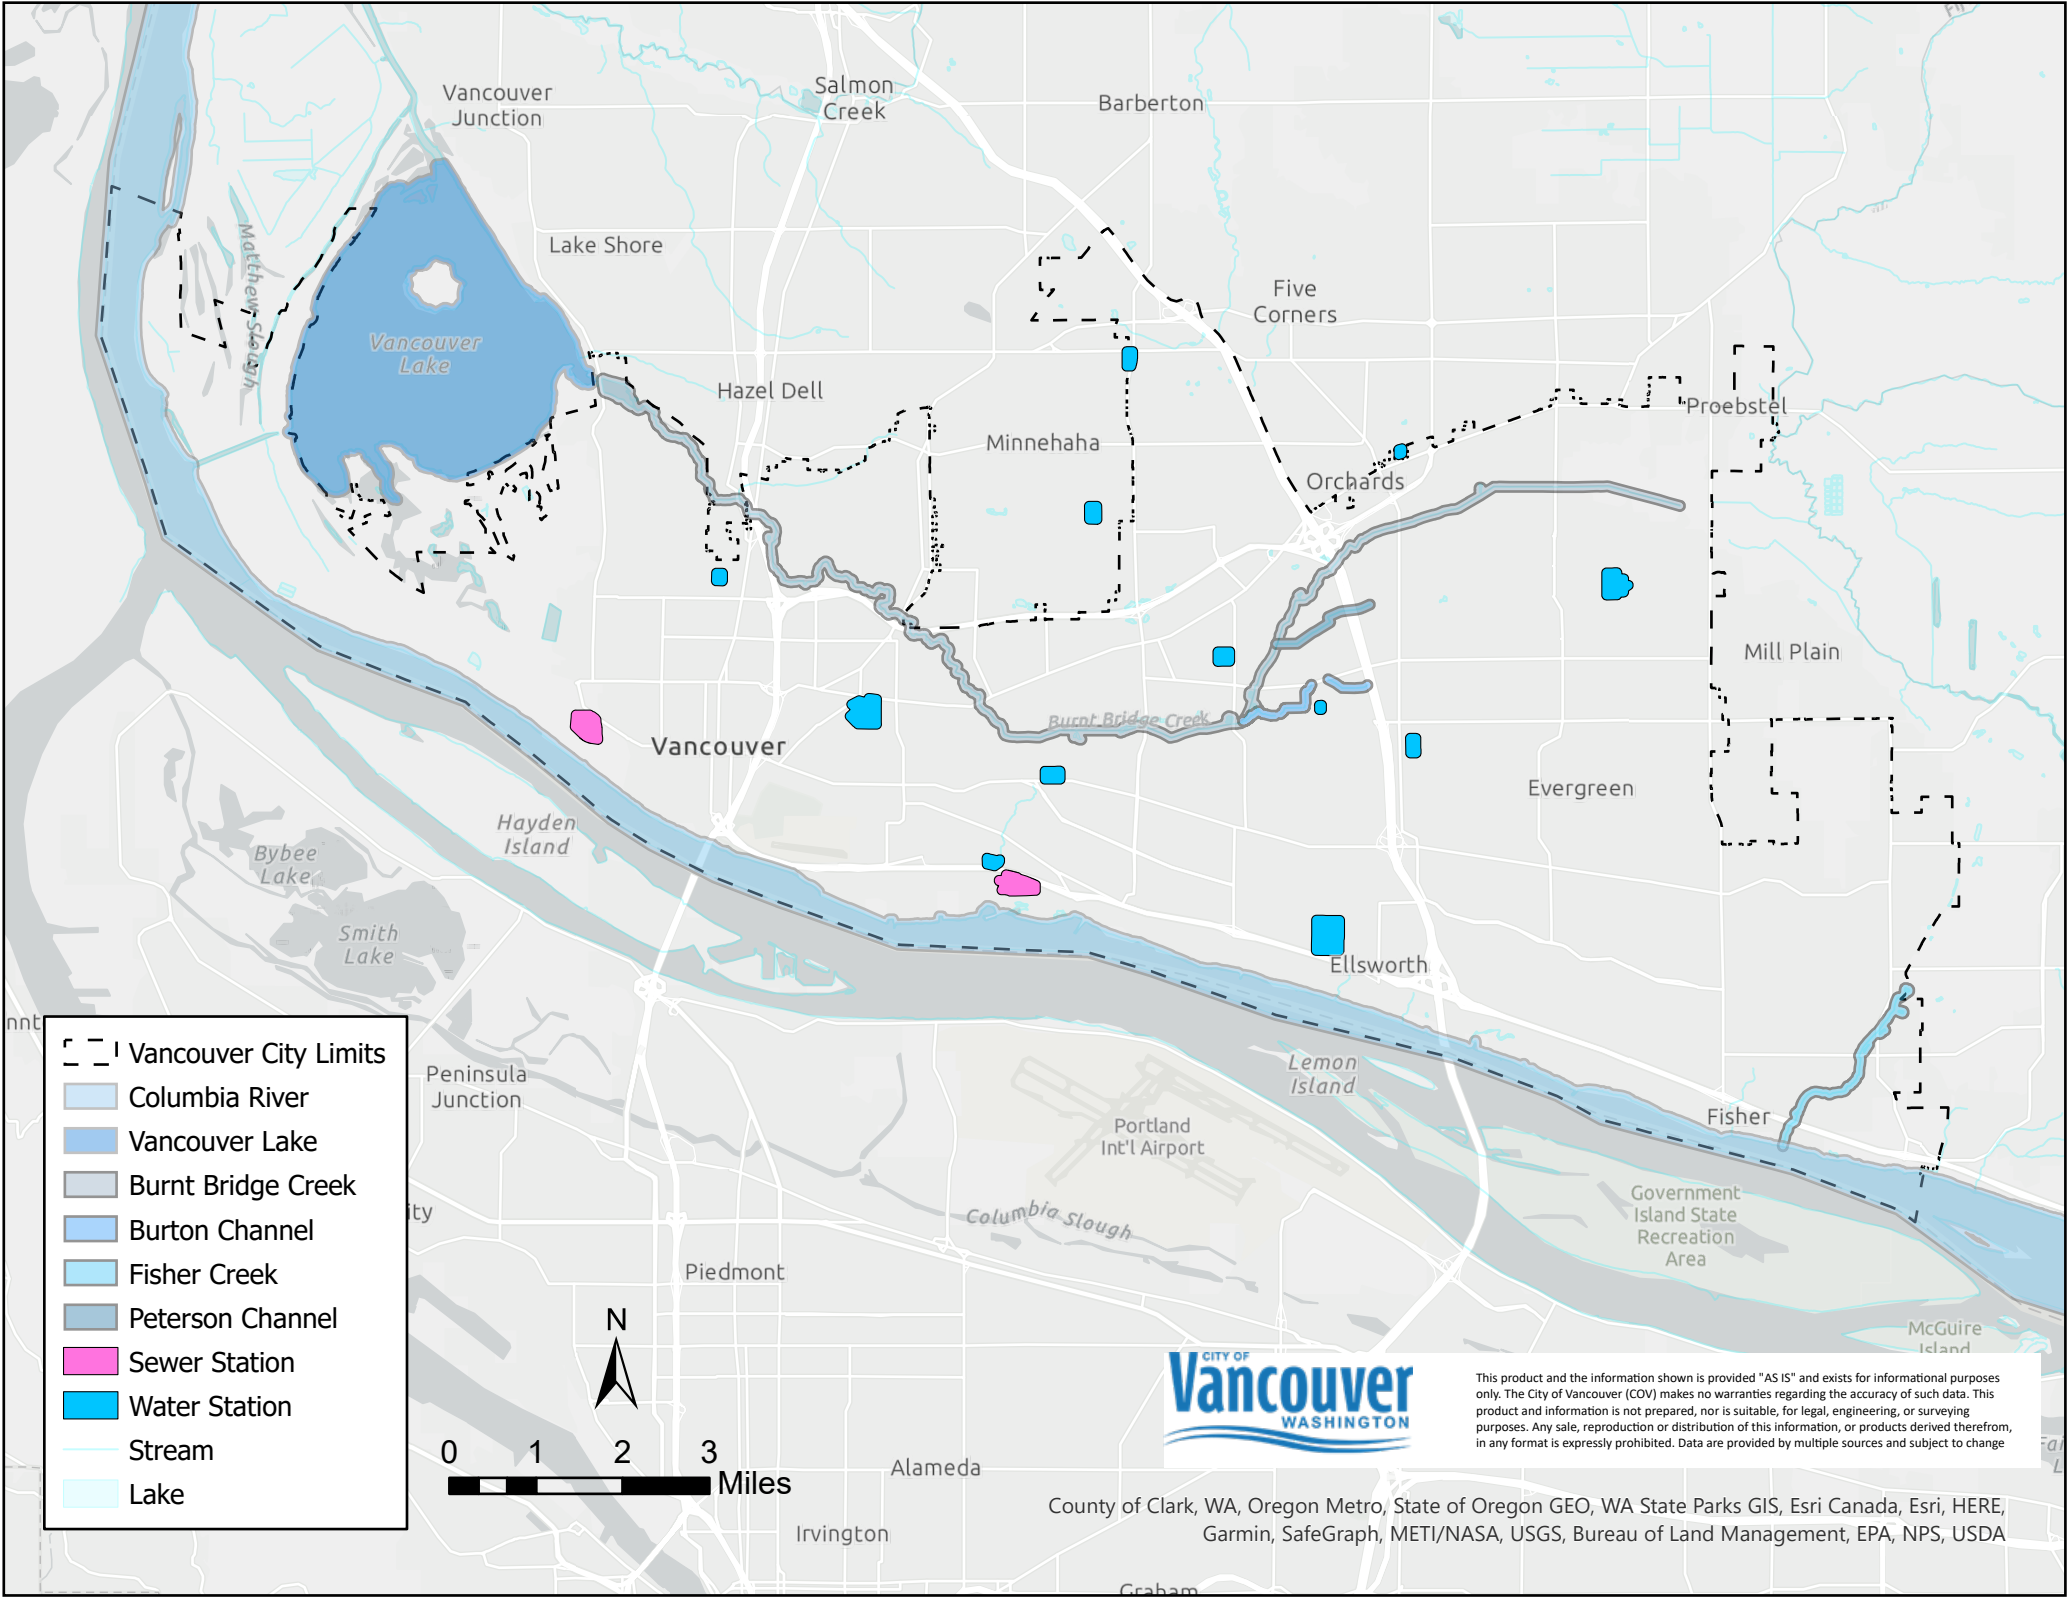 Vancouver
Junction
Salmon
Creek
Barberton
Matthew Slough
Lake Shore
Five
Corners
Vancouver
Lake
Hazel Dell
Minnehaha
Proebstel
Orchards
Mill Plain
Burnt Bridge Creek
Vancouver
Evergreen
Hayden
Island
Bybee
Lake
Smith
Lake
Ellsworth
Lemon
Island
Peninsula
Junction
Portland
Int'l Airport
Fisher
Government
Island State
Recreation
Area
Columbia Slough
Piedmont
McGuire
Island
Alameda
Irvington
Graham
nnt
ity
Vancouver City Limits
Columbia River
Vancouver Lake
Burnt Bridge Creek
Burton Channel
Fisher Creek
Peterson Channel
Sewer Station
Water Station
Stream
Lake
N
0 1 2 3
Miles
CITY OF
Vancouver
WASHINGTON
This product and the information shown is provided "AS IS" and exists for informational purposes
only. The City of Vancouver (COV) makes no warranties regarding the accuracy of such data. This
product and information is not prepared, nor is suitable, for legal, engineering, or surveying
purposes. Any sale, reproduction or distribution of this information, or products derived therefrom,
in any format is expressly prohibited. Data are provided by multiple sources and subject to change
County of Clark, WA, Oregon Metro, State of Oregon GEO, WA State Parks GIS, Esri Canada, Esri, HERE,
Garmin, SafeGraph, METI/NASA, USGS, Bureau of Land Management, EPA, NPS, USDA